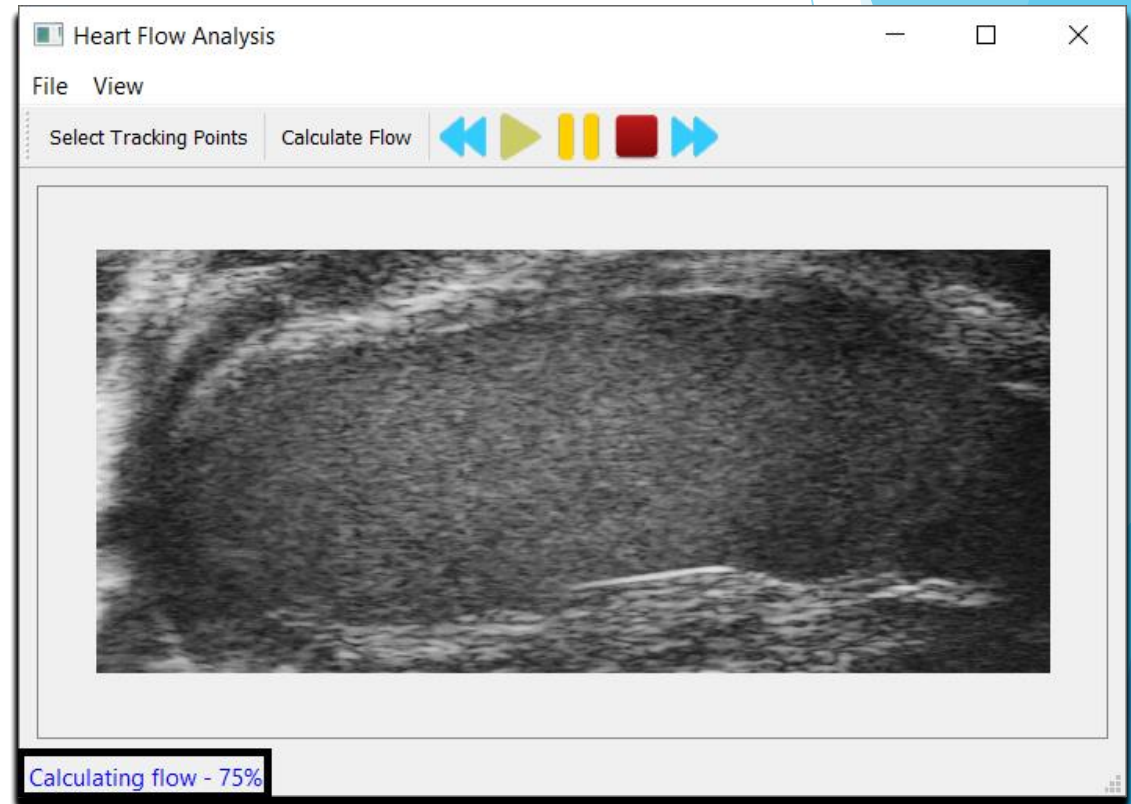 Heart Flow Analysis
File View
Select Tracking Points Calculate Flow
Calculating flow - 75%